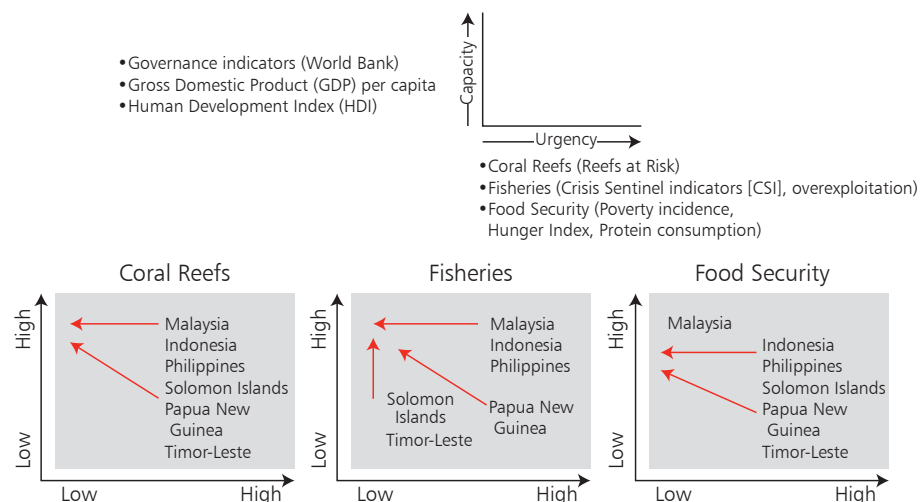 •Governance indicators (World Bank)
•Gross Domestic Product (GDP) per capita
•Human Development Index (HDI)
Capacity
Urgency
•Coral Reefs (Reefs at Risk)
•Fisheries (Crisis Sentinel indicators [CSI], overexploitation)
•Food Security (Poverty incidence,
Hunger Index, Protein consumption)
Coral Reefs
High
Low
Malaysia
Indonesia
Philippines
Solomon Islands
Papua New
Guinea
Timor-Leste
Low
High
Fisheries
High
Low
Malaysia
Indonesia
Philippines
Solomon
Islands
Timor-Leste
Papua New
Guinea
Low
High
Food Security
High
Low
Malaysia
Indonesia
Philippines
Solomon Islands
Papua New
Guinea
Timor-Leste
Low
High